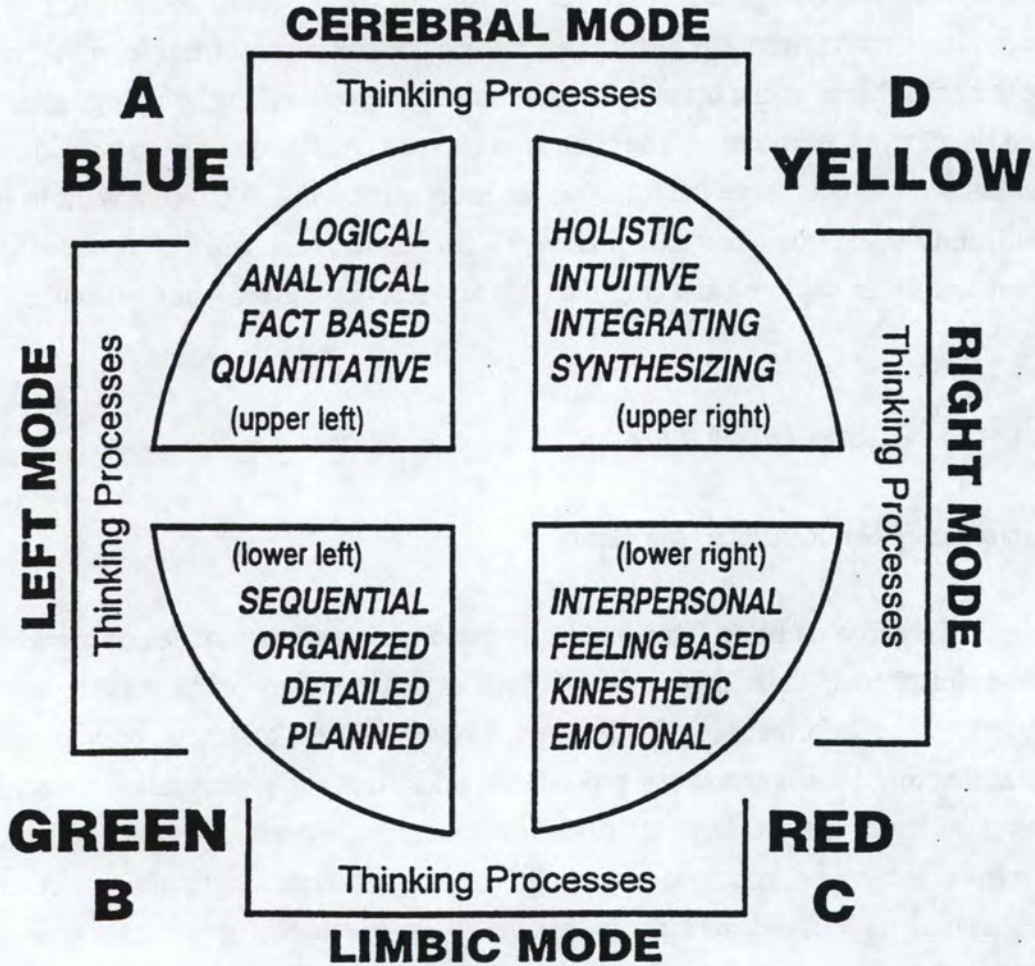 CEREBRAL MODE
Thinking Processes
A
BLUE
D
YELLOW
LOGICAL
ANALYTICAL
FACT BASED
QUANTITATIVE
(upper left)
HOLISTIC
INTUITIVE
INTEGRATING
SYNTHESIZING
(upper right)
LEFT MODE
Thinking Processes
RIGHT MODE
Thinking Processes
(lower left)
SEQUENTIAL
ORGANIZED
DETAILED
PLANNED
(lower right)
INTERPERSONAL
FEELING BASED
KINESTHETIC
EMOTIONAL
GREEN
B
RED
C
Thinking Processes
LIMBIC MODE